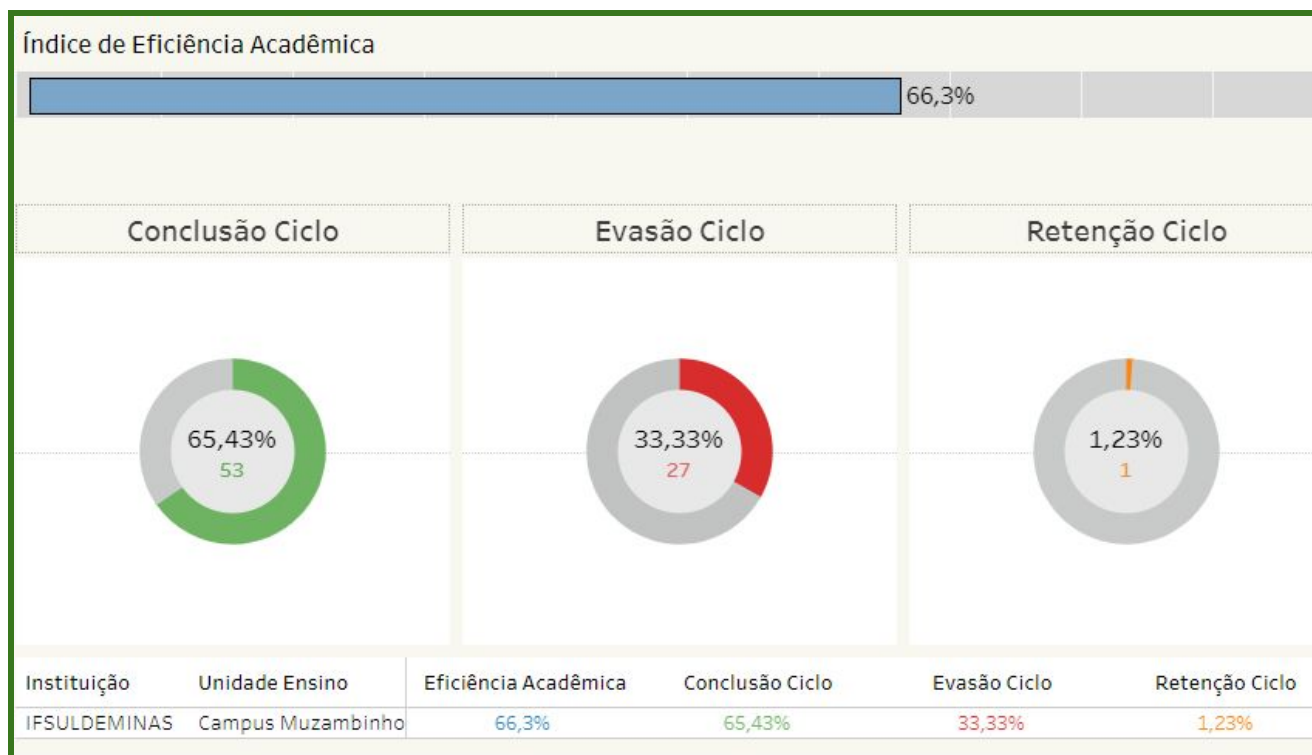 Índice de Eficiência Acadêmica
66,3%
Conclusão Ciclo Evasão Ciclo Retenção Ciclo
65,43% 33,33% 1,23%
53 27 1
Instituição Unidade Ensino Eficiência Acadêmica Conclusão Ciclo Evasão Ciclo Retenção Ciclo
IFSULDEMINAS Campus Muzambinho 66,3% 65,43% 33,33% 1,23%